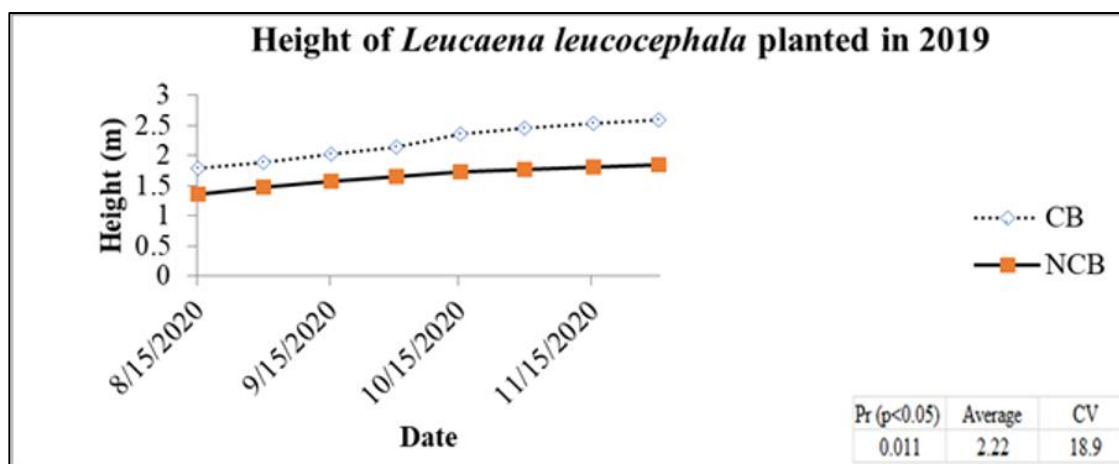 Height of Leucaena leucocephala planted in 2019
3
2.5
2
1.5
1
0.5
0
Height (m)
8/15/2020
9/15/2020
10/15/2020
11/15/2020
Date
CB
NCB
Pr (p<0.05) Average CV
0.011 2.22 18.9